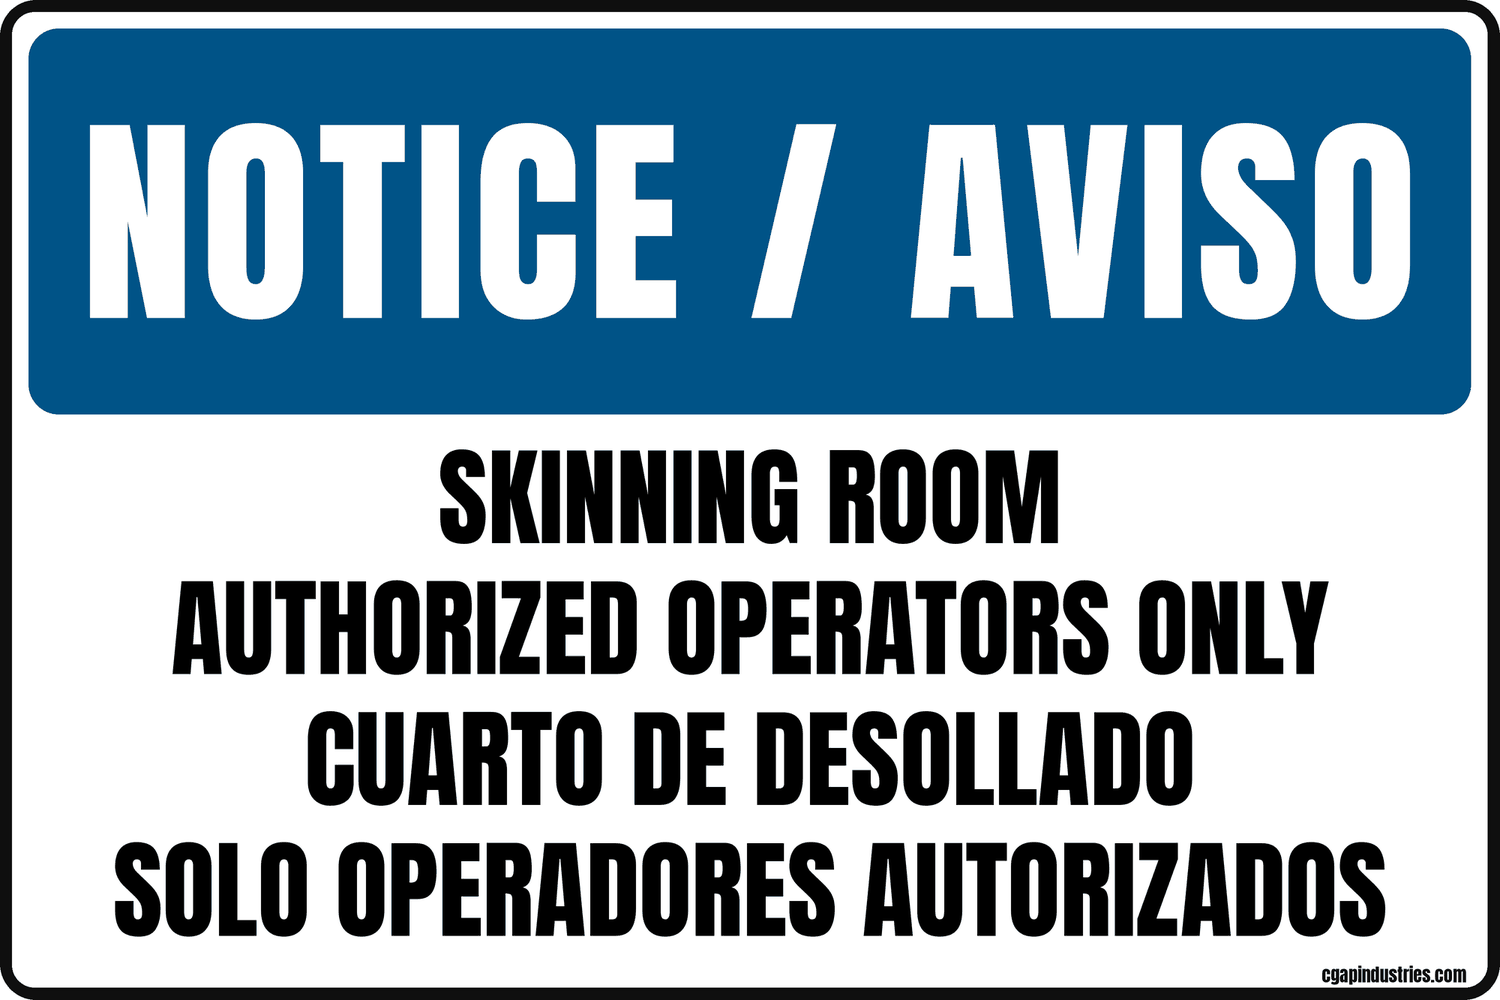 NOTICE / AVISO
SKINNING ROOM
AUTHORIZED OPERATORS ONLY
CUARTO DE DESOLLADO
SOLO OPERADORES AUTORIZADOS
cgapindustries.com